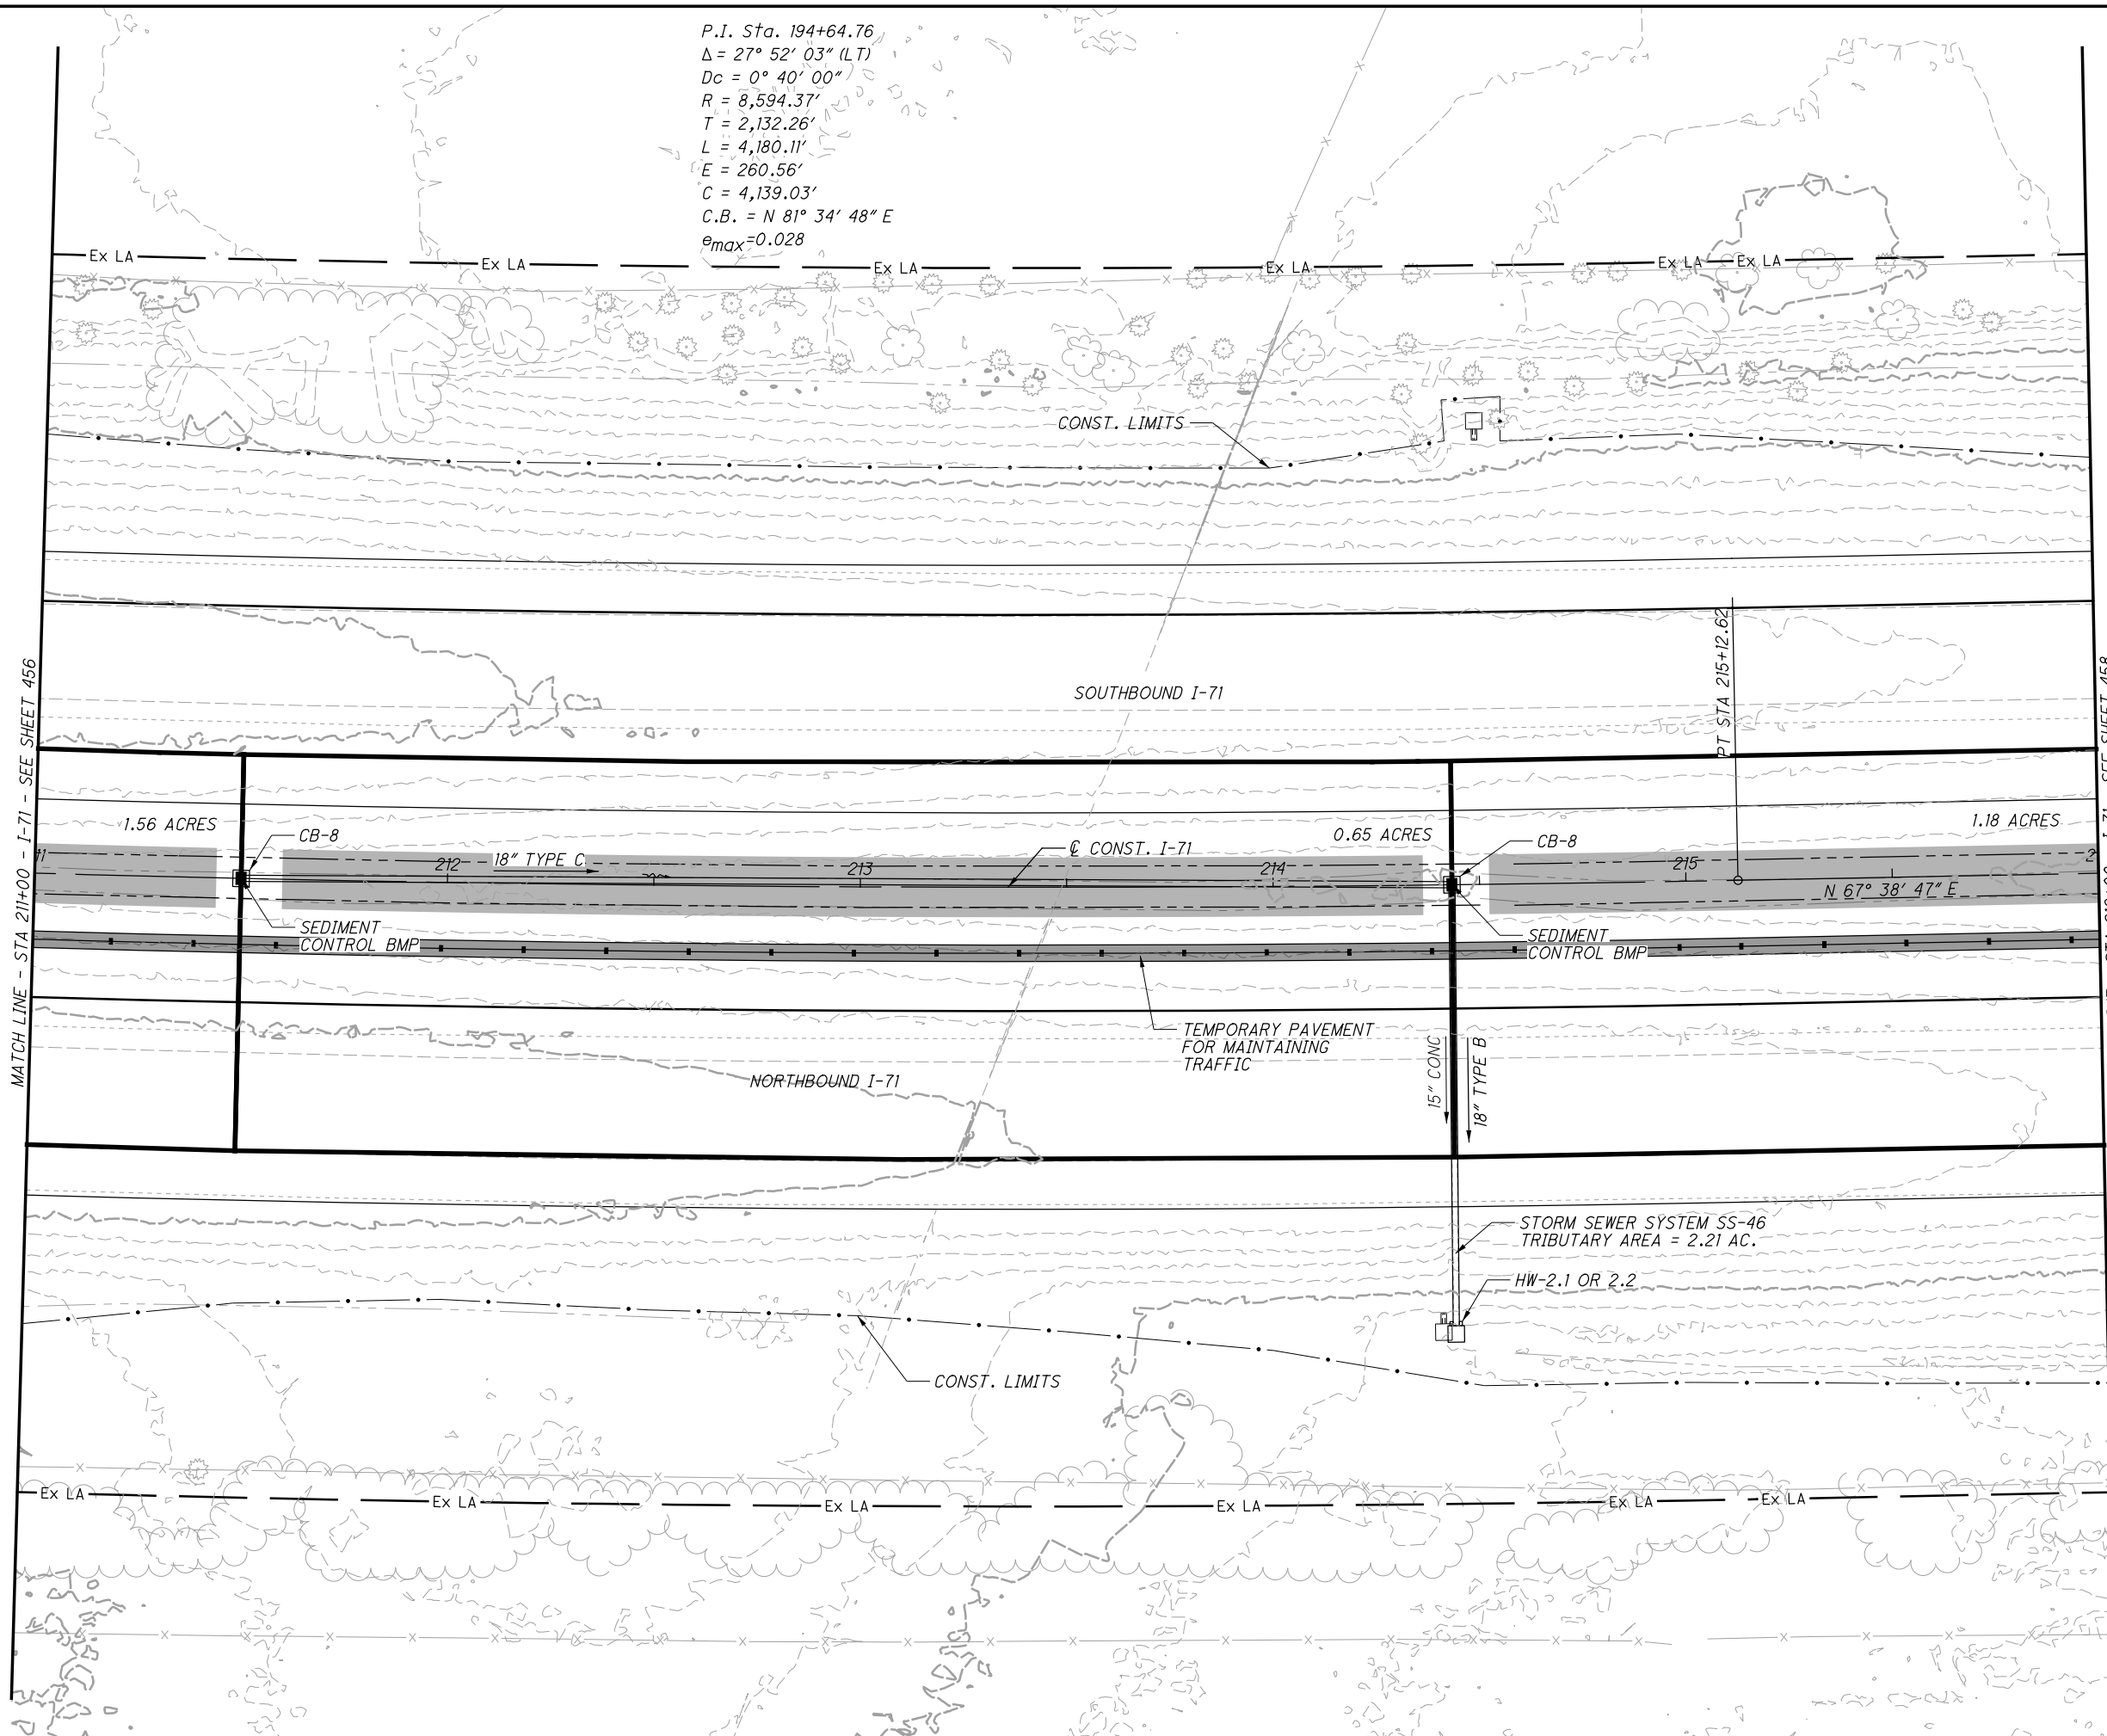 P.I. Sta. 194+64.76
Δ = 27° 52' 03" (LT)
Dc = 0° 40' 00"
R = 8,594.37'
T = 2,132.26'
L = 4,180.11'
E = 260.56'
C = 4,139.03'
C.B. = N 81° 34' 48" E
emax=0.028
Ex LA
Ex LA
Ex LA
Ex LA
Ex LA
Ex LA
CONST. LIMITS
PT STA 215+12.62
SOUTHBOUND I-71
MATCH LINE - STA 211+00 - I-71 - SEE SHEET 456
SEE SHEET 458
1.56 ACRES
CB-8
212
18" TYPE C
213
℄ CONST. I-71
0.65 ACRES
214
CB-8
215
1.18 ACRES
N 67° 38' 47" E
SEDIMENT
CONTROL BMP
SEDIMENT
CONTROL BMP
TEMPORARY PAVEMENT
FOR MAINTAINING
TRAFFIC
15" CONC
18" TYPE B
NORTHBOUND I-71
STORM SEWER SYSTEM SS-46
TRIBUTARY AREA = 2.21 AC.
HW-2.1 OR 2.2
CONST. LIMITS
Ex LA
Ex LA
Ex LA
Ex LA
Ex LA
Ex LA